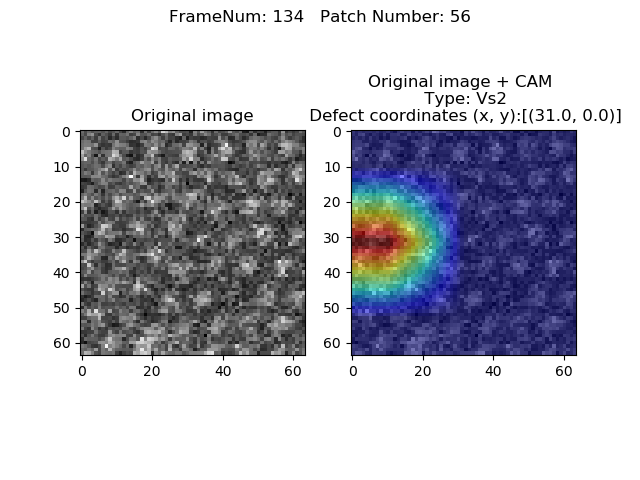 FrameNum: 134   Patch Number: 56
Original image
Original image + CAM
Type: Vs2
Defect coordinates (x, y):[(31.0, 0.0)]
0
10
20
30
40
50
60
0 20 40 60
0
10
20
30
40
50
60
0 20 40 60